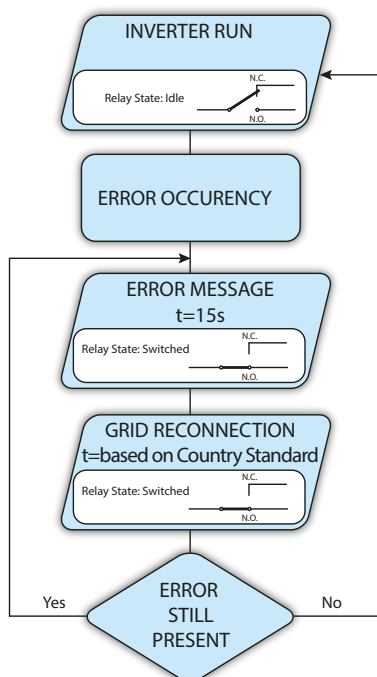 INVERTER RUN
N.C.
Relay State: Idle
N.O.
ERROR OCCURENCY
ERROR MESSAGE
t=15s
N.C.
Relay State: Switched
N.O.
GRID RECONNECTION
t=based on Country Standard
N.C.
Relay State: Switched
N.O.
Yes
ERROR
STILL
PRESENT
No